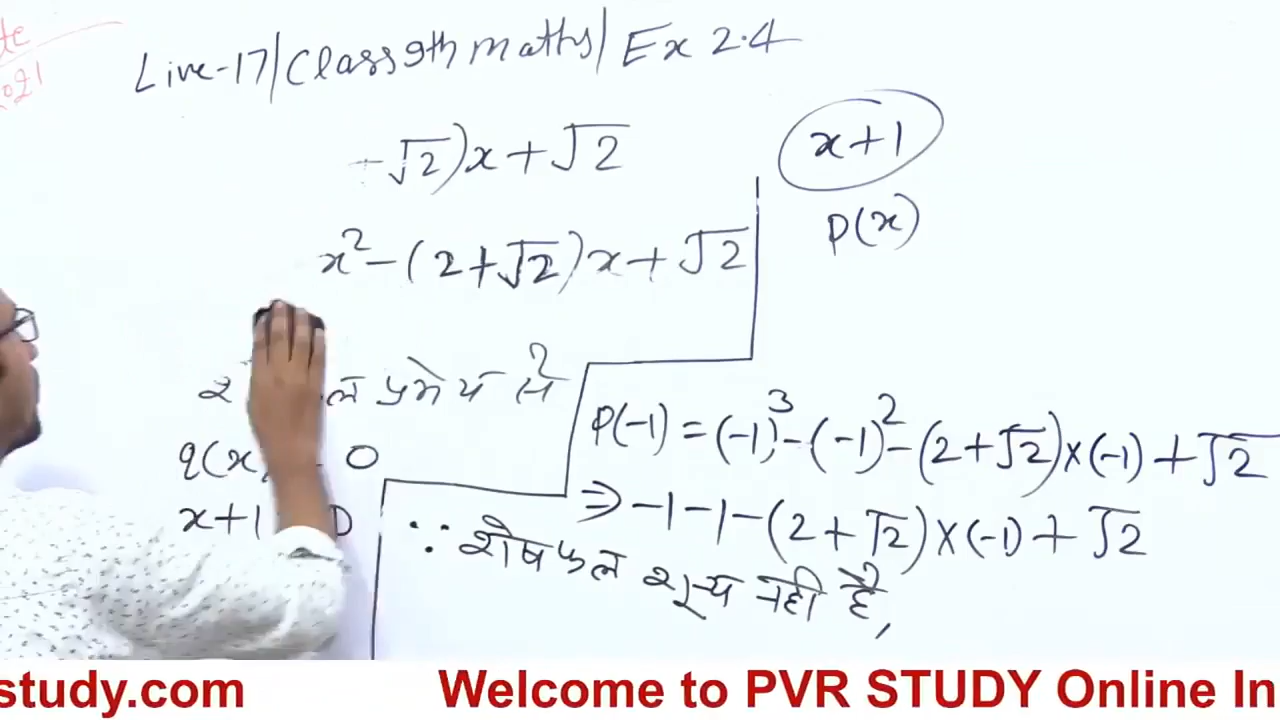 Live-17/Class 9th maths/ Ex 2.4
2021
- √2)x + √2
x + 1
p(x)
x² - (2 + √2)x + √2
प्रमेय से
q(x) 0
x + 1 0
p(-1) = (-1)³ - (-1)² - (2 + √2) × (-1) + √2
⇒ -1 - 1 - (2 + √2) × (-1) + √2
∵ शेषफल शून्य नहीं है,
study.com Welcome to PVR STUDY Online In